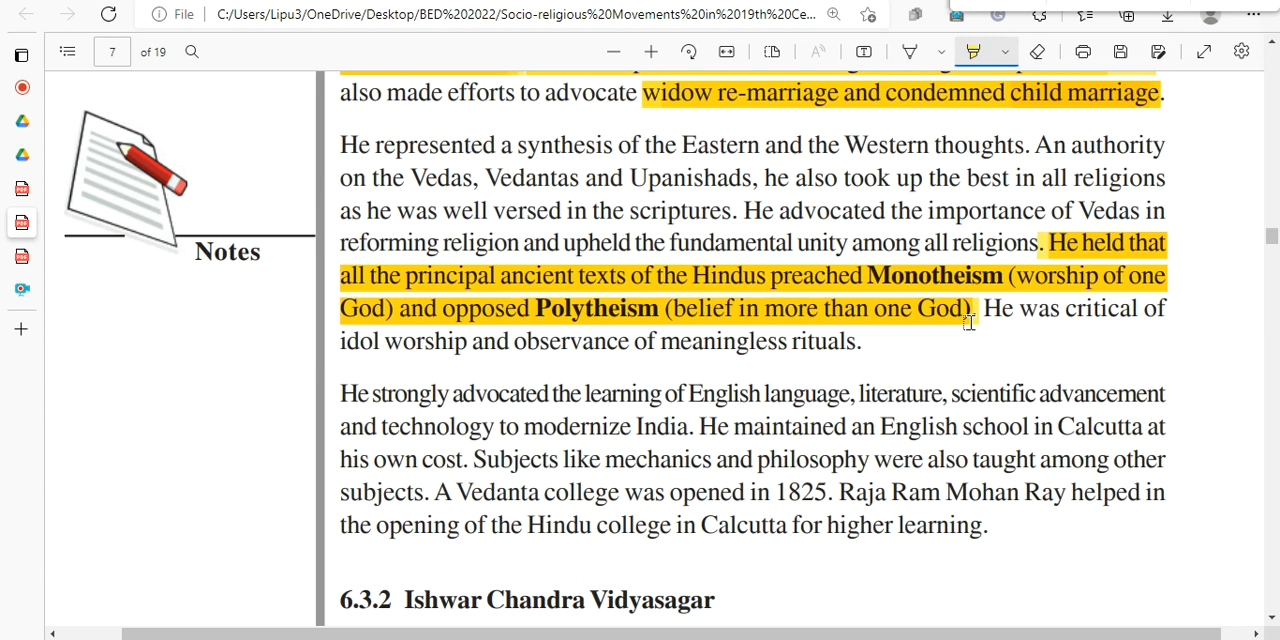 File
C:/Users/Lipu3/OneDrive/Desktop/BED%202022/Socio-religious%20Movements%20in%2019th%20Ce...
7 of 19
also made efforts to advocate widow re-marriage and condemned child marriage.
He represented a synthesis of the Eastern and the Western thoughts. An authority
on the Vedas, Vedantas and Upanishads, he also took up the best in all religions
as he was well versed in the scriptures. He advocated the importance of Vedas in
reforming religion and upheld the fundamental unity among all religions. He held that
all the principal ancient texts of the Hindus preached Monotheism (worship of one
God) and opposed Polytheism (belief in more than one God). He was critical of
idol worship and observance of meaningless rituals.
Notes
He strongly advocated the learning of English language, literature, scientific advancement
and technology to modernize India. He maintained an English school in Calcutta at
his own cost. Subjects like mechanics and philosophy were also taught among other
subjects. A Vedanta college was opened in 1825. Raja Ram Mohan Ray helped in
the opening of the Hindu college in Calcutta for higher learning.
6.3.2 Ishwar Chandra Vidyasagar